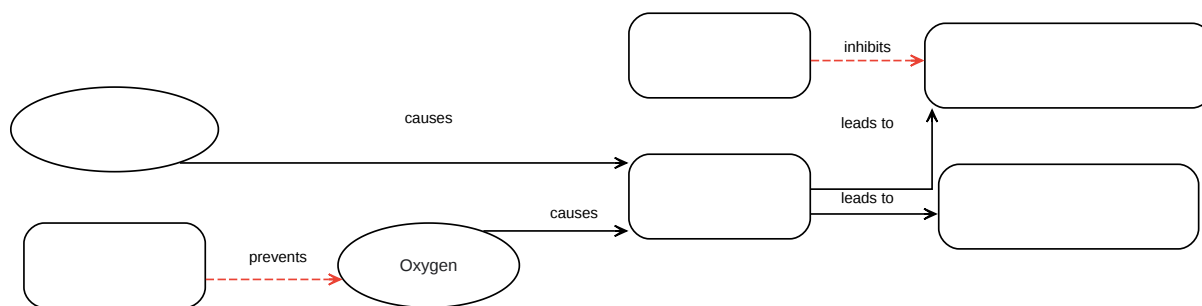 inhibits
causes
leads to
leads to
causes
prevents
Oxygen